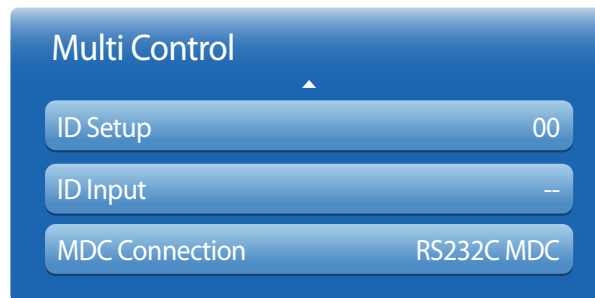 Multi Control
ID Setup 00
ID Input --
MDC Connection RS232C MDC